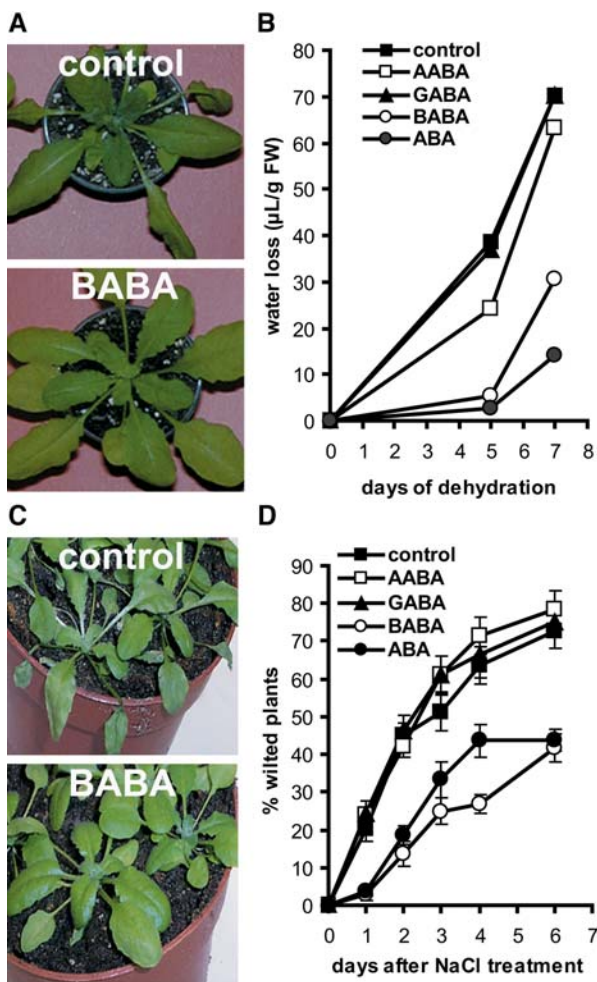 A
control
BABA
B
80
70
60
50
40
30
20
10
0
water loss (µL/g FW)
control
AABA
GABA
BABA
ABA
0 1 2 3 4 5 6 7 8
days of dehydration
C
control
BABA
D
90
80
70
60
50
40
30
20
10
0
% wilted plants
control
AABA
GABA
BABA
ABA
0 1 2 3 4 5 6 7
days after NaCl treatment